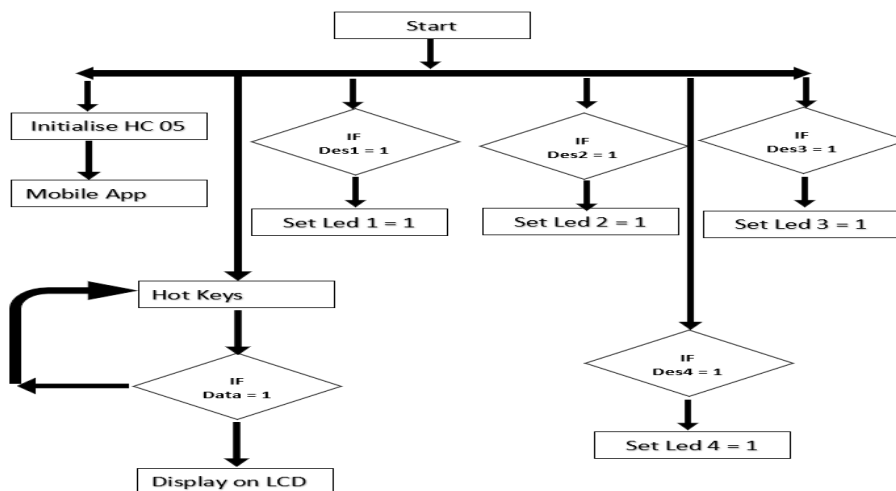 Start
Initialise HC 05
Mobile App
IF
Des1 = 1
Set Led 1 = 1
IF
Des2 = 1
Set Led 2 = 1
IF
Des3 = 1
Set Led 3 = 1
Hot Keys
IF
Data = 1
Display on LCD
IF
Des4 = 1
Set Led 4 = 1